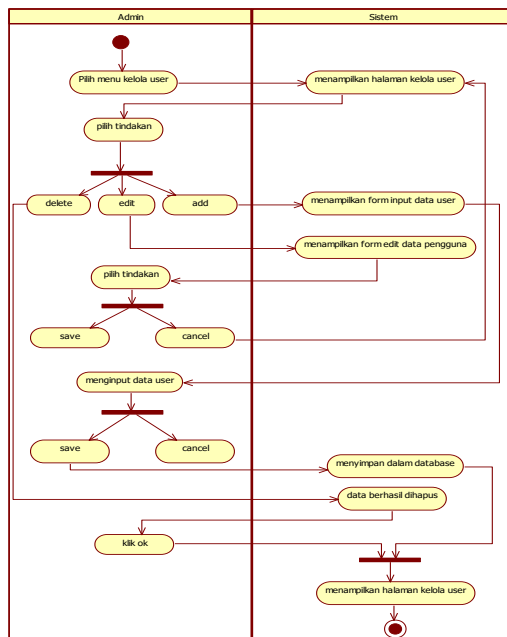 Admin
Sistem
Pilih menu kelola user
menampilkan halaman kelola user
pilih tindakan
delete
edit
add
menampilkan form input data user
menampilkan form edit data pengguna
pilih tindakan
save
cancel
menginput data user
save
cancel
menyimpan dalam database
data berhasil dihapus
klik ok
menampilkan halaman kelola user